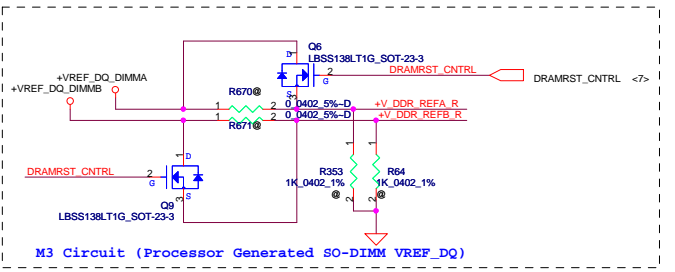 Q6
LBSS138LT1G_SOT-23-3
D
2
G
S
DRAMRST_CNTRL
DRAMRST_CNTRL <7>
+VREF_DQ_DIMMA
+VREF_DQ_DIMMB
R670@
1 2 0_0402_5%~D +V_DDR_REFA_R
1 2 0_0402_5%~D +V_DDR_REFB_R
R671@
DRAMRST_CNTRL
1
D
2
G
S
3
Q9
LBSS138LT1G_SOT-23-3
1 1
R353 R64
1K_0402_1% 1K_0402_1%
@ @
2 2
M3 Circuit (Processor Generated SO-DIMM VREF_DQ)